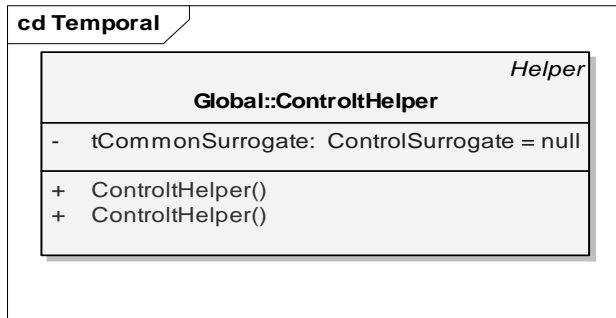 cd Temporal
Helper
Global::ControltHelper
- tCommonSurrogate: ControlSurrogate = null
+ ControltHelper()
+ ControltHelper()